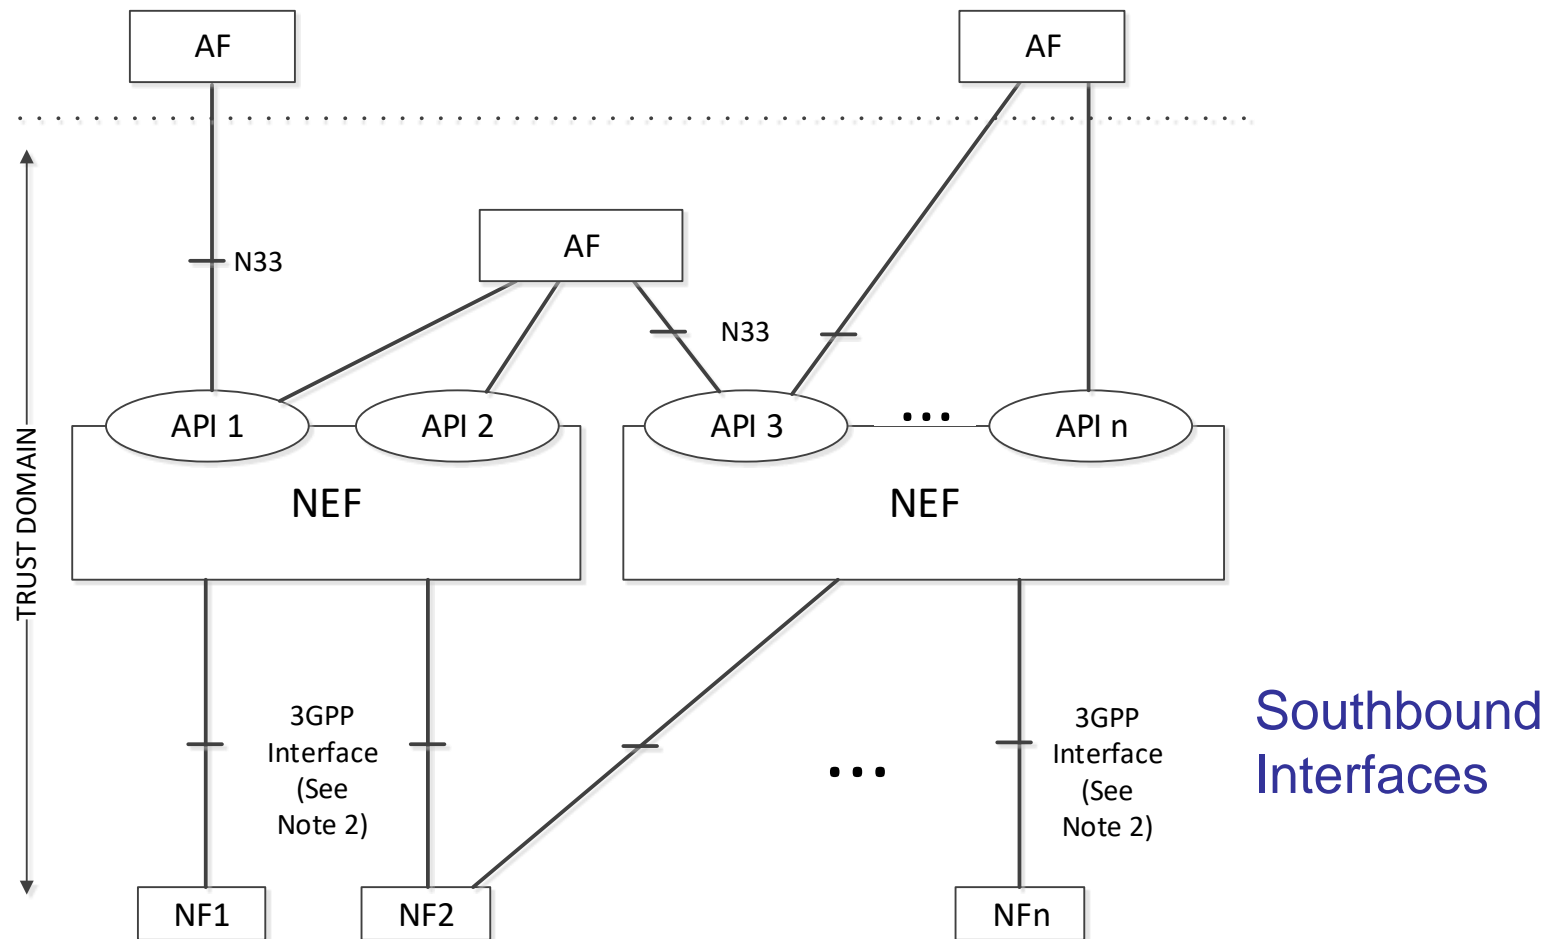 AF
AF
AF
N33
N33
API 1
API 2
API 3
...
API n
NEF
NEF
TRUST DOMAIN
3GPP
Interface
(See
Note 2)
...
3GPP
Interface
(See
Note 2)
Southbound
Interfaces
NF1
NF2
NFn